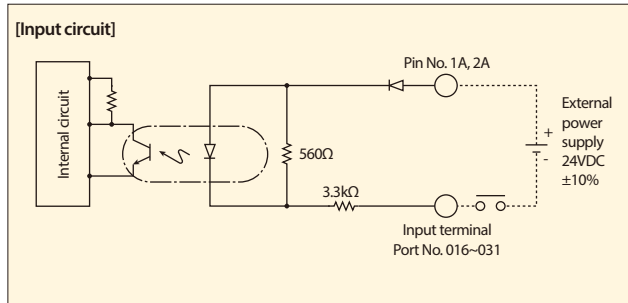 [Input circuit]
Internal circuit
Pin No. 1A, 2A
560Ω
3.3kΩ
Input terminal
Port No. 016~031
+
-
External
power
supply
24VDC
±10%